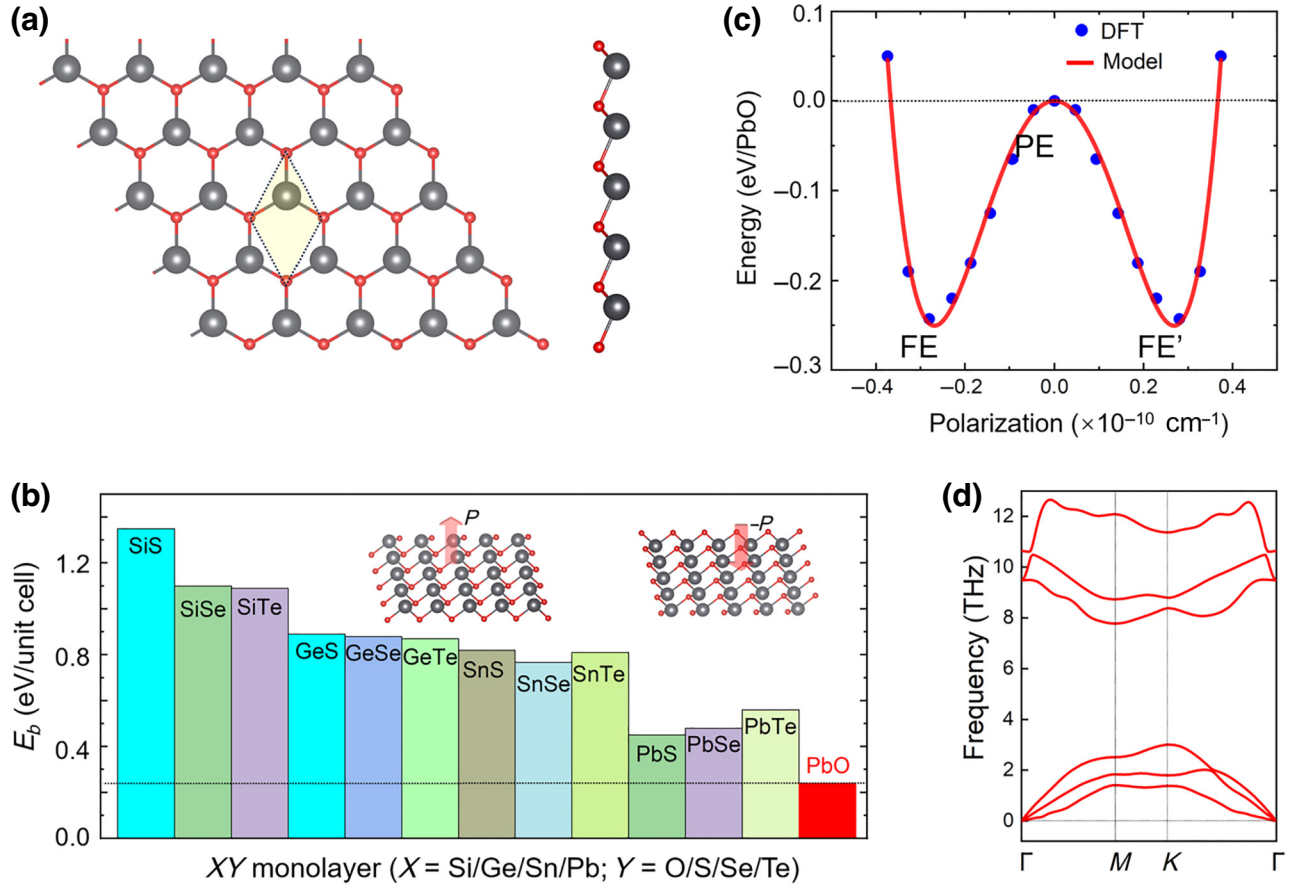 (a)
(c)
DFT
Model
0.1
0.0
−0.1
−0.2
−0.3
Energy (eV/PbO)
PE
FE
FE’
−0.4
−0.2
0.0
0.2
0.4
Polarization (×10⁻¹⁰ cm⁻¹)
(b)
1.2
0.8
0.4
0.0
E_b (eV/unit cell)
SiS
SiSe
SiTe
GeS
GeSe
GeTe
SnS
SnSe
SnTe
PbS
PbSe
PbTe
PbO
P
−P
XY monolayer (X = Si/Ge/Sn/Pb; Y = O/S/Se/Te)
(d)
12
10
8
6
4
2
0
Frequency (THz)
Γ
M
K
Γ